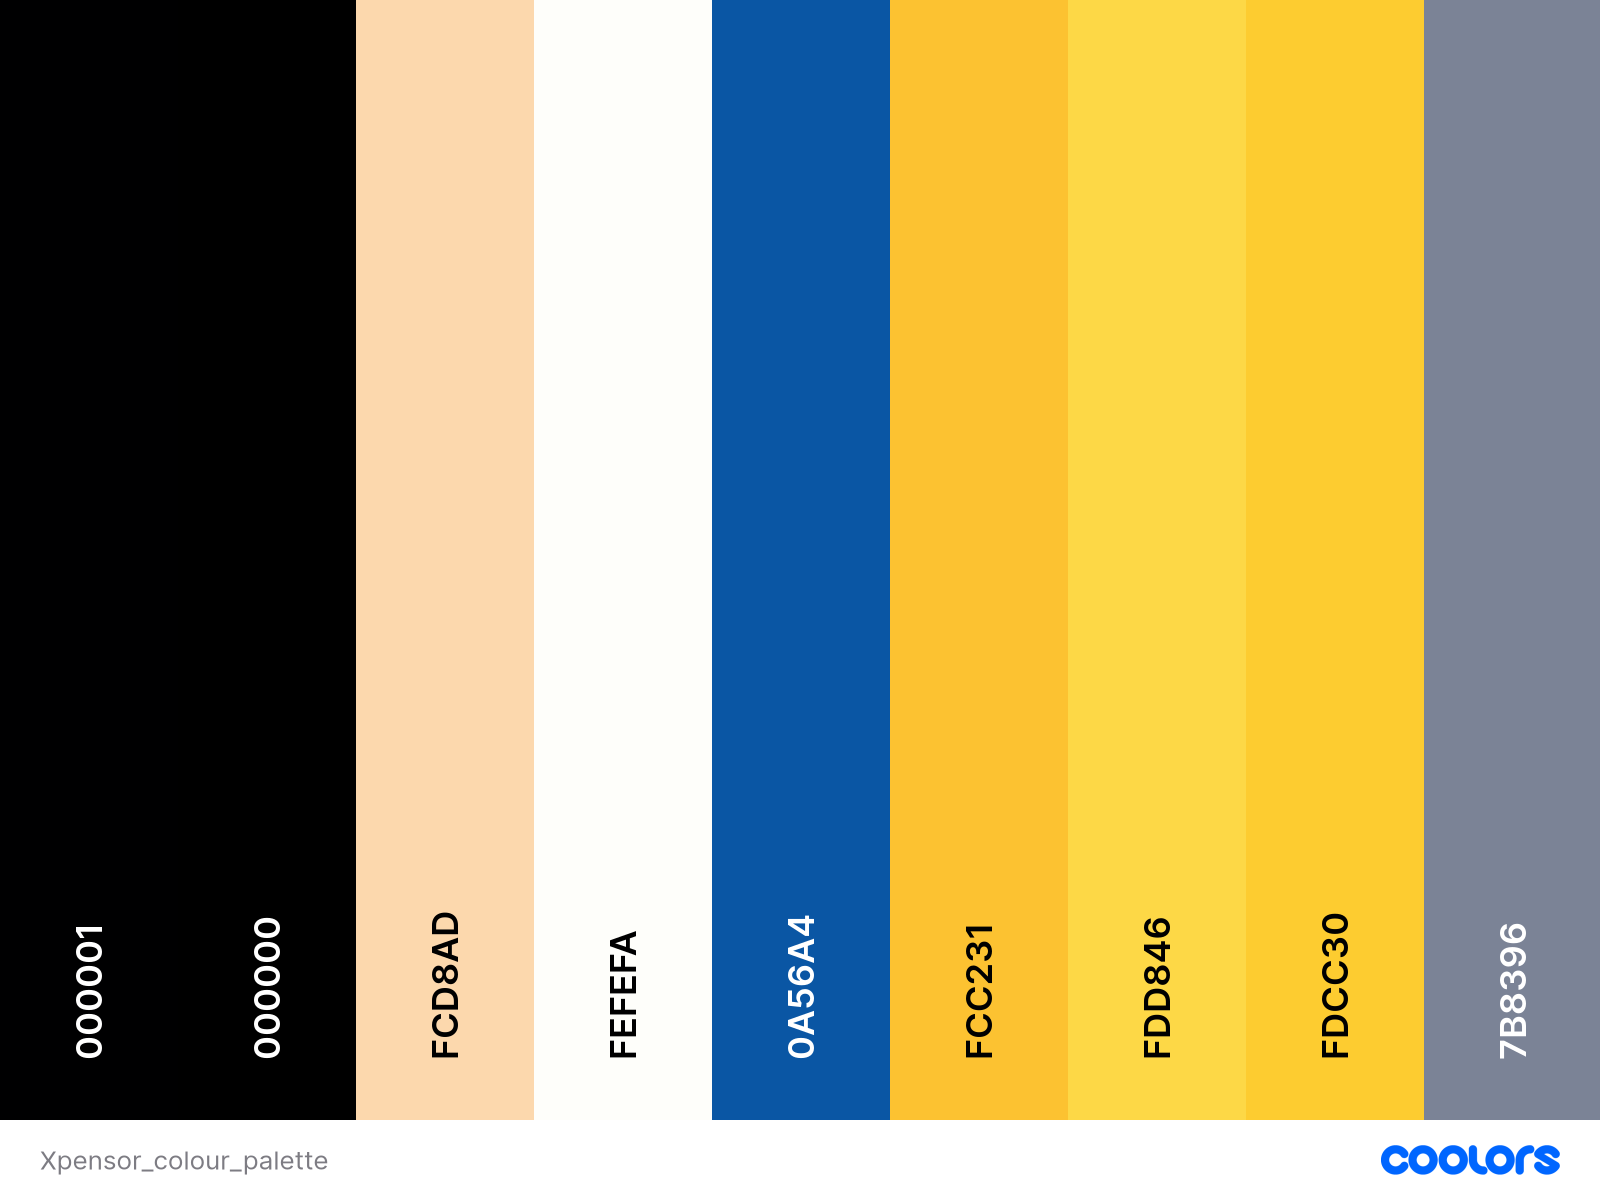 000001
000000
FCD8AD
FEFEFA
0A56A4
FCC231
FDD846
FDCC30
7B8396
Xpensor_colour_palette
coolors